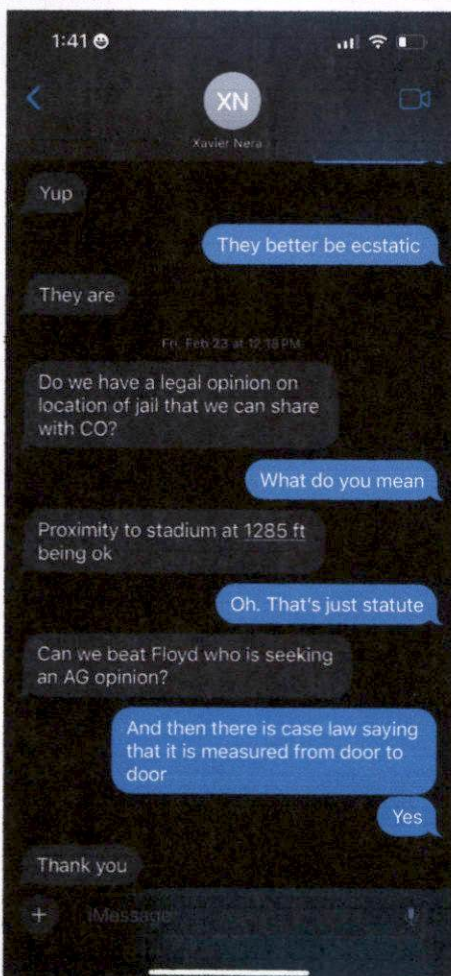 1:41
XN
Xavier Nera
Yup
They better be ecstatic
They are
Fri, Feb 23 at 12:18 PM
Do we have a legal opinion on
location of jail that we can share
with CO?
What do you mean
Proximity to stadium at 1285 ft
being ok
Oh. That's just statute
Can we beat Floyd who is seeking
an AG opinion?
And then there is case law saying
that it is measured from door to
door
Yes
Thank you
+ iMessage